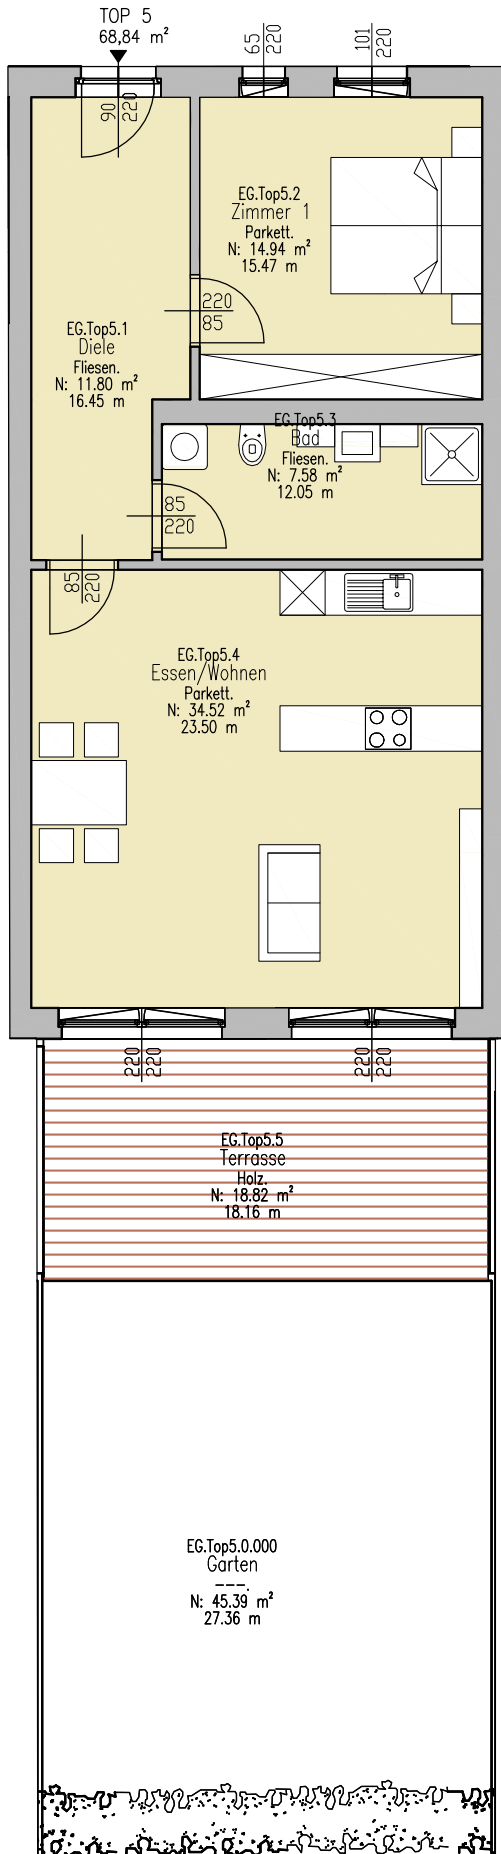 TOP 5
68,84 m²
65
220
101
220
90
220
EG.Top5.2
Zimmer 1
Parkett.
N: 14.94 m²
15.47 m
220
85
EG.Top5.1
Diele
Fliesen.
N: 11.80 m²
16.45 m
EG.Top5.3
Bad
Fliesen.
N: 7.58 m²
12.05 m
85
220
85
220
EG.Top5.4
Essen/Wohnen
Parkett.
N: 34.52 m²
23.50 m
220
220
220
220
EG.Top5.5
Terrasse
Holz.
N: 18.82 m²
18.16 m
EG.Top5.0.000
Garten
---.
N: 45.39 m²
27.36 m